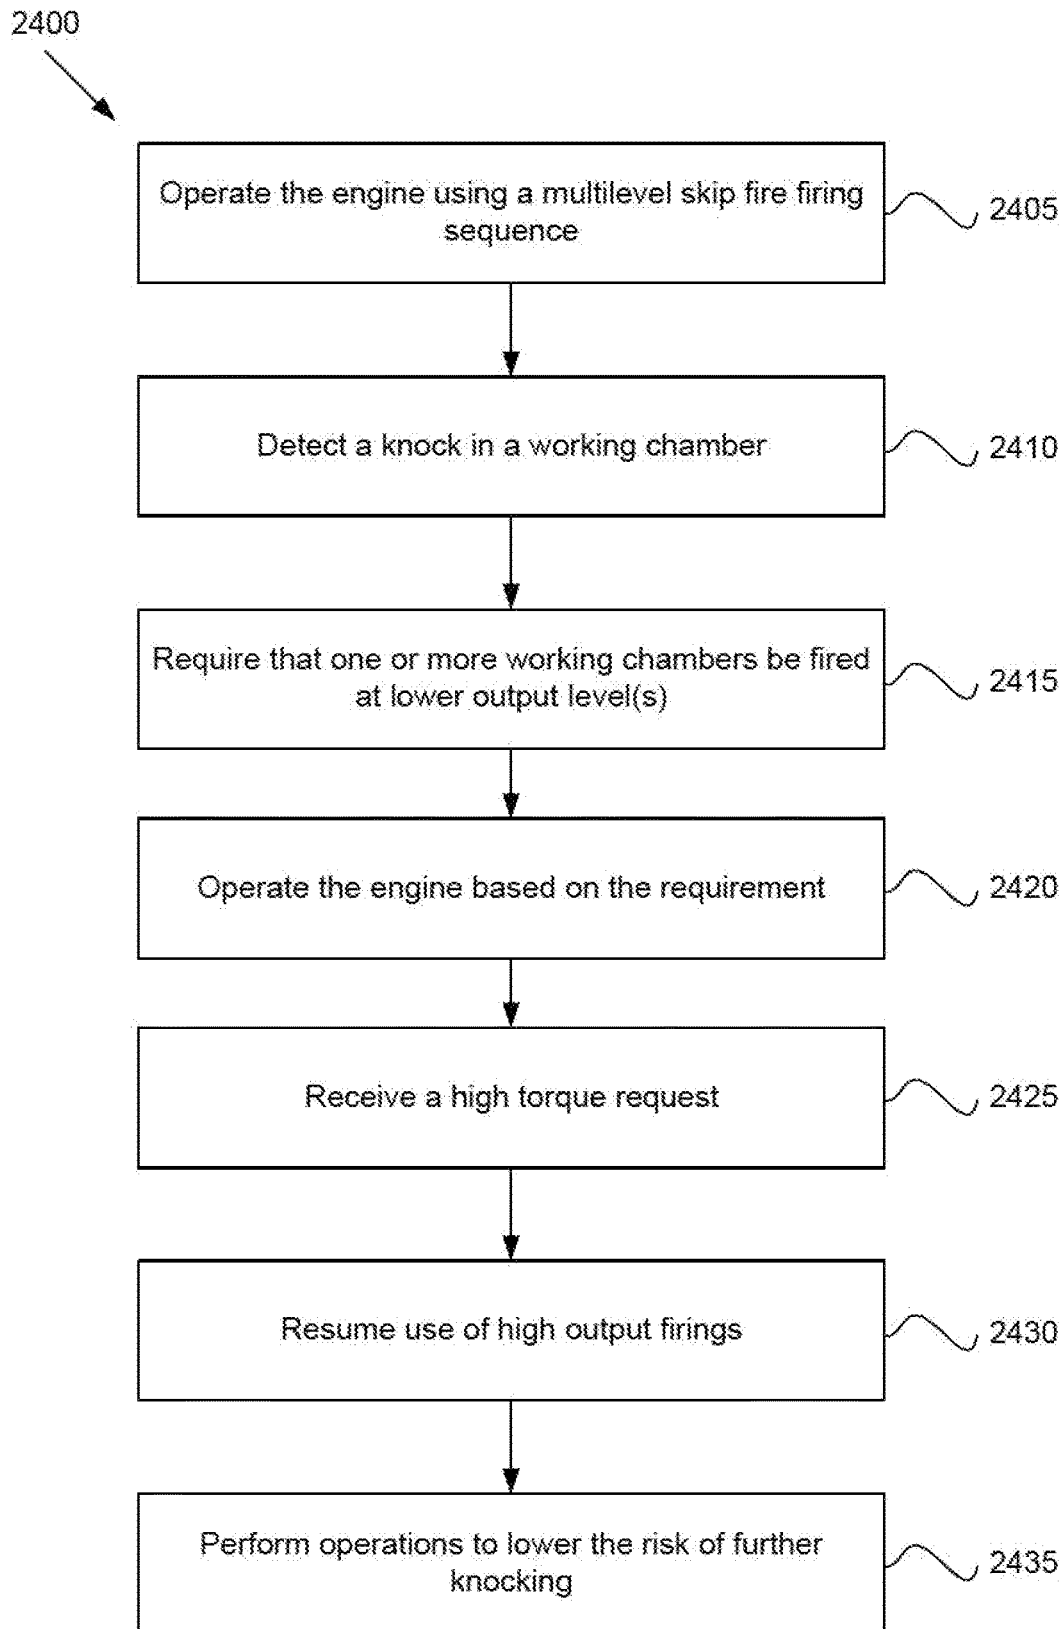 2400
Operate the engine using a multilevel skip fire firing
sequence
2405
Detect a knock in a working chamber
2410
Require that one or more working chambers be fired
at lower output level(s)
2415
Operate the engine based on the requirement
2420
Receive a high torque request
2425
Resume use of high output firings
2430
Perform operations to lower the risk of further
knocking
2435